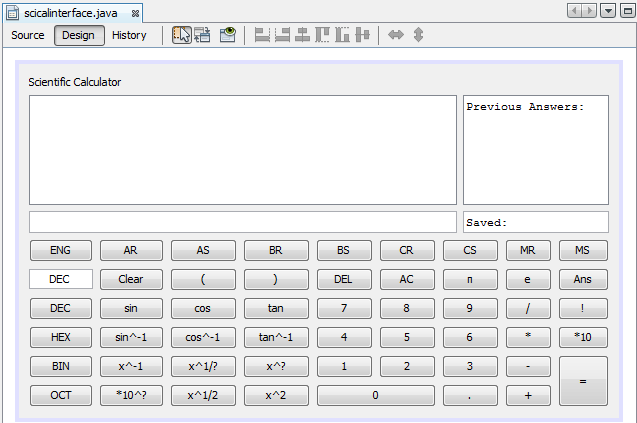 scicalinterface.java
Source Design History
Scientific Calculator
Previous Answers:
Saved:
ENG AR AS BR BS CR CS MR MS
DEC Clear ( ) DEL AC π e Ans
DEC sin cos tan 7 8 9 / !
HEX sin^-1 cos^-1 tan^-1 4 5 6 * *10
BIN x^-1 x^1/? x^? 1 2 3 - =
OCT *10^? x^1/2 x^2 0 . +